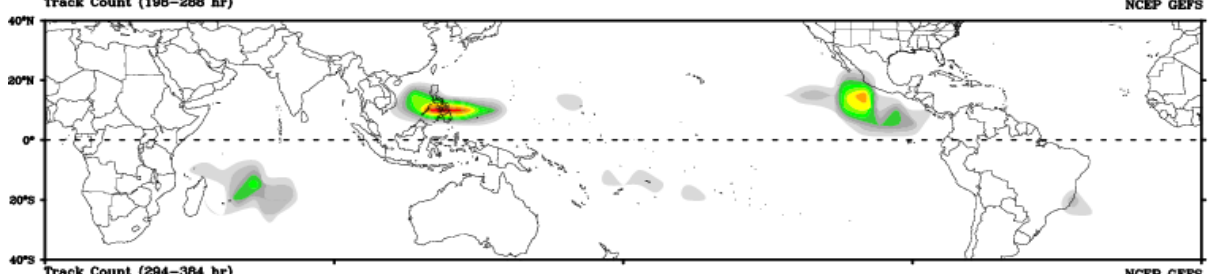 Track Count (198-288 hr) NCEP GEFS
40°N
20°N
0°
20°S
40°S
Track Count (294-384 hr) NCEP GEFS